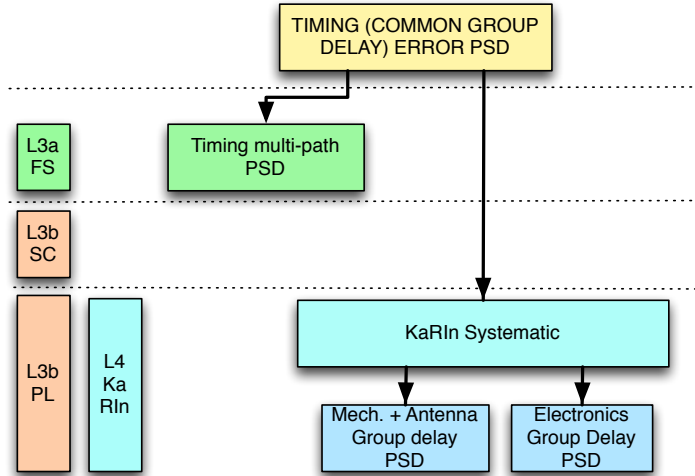 TIMING (COMMON GROUP
DELAY) ERROR PSD
L3a
FS
Timing multi-path
PSD
L3b
SC
L3b
PL
L4
Ka
RIn
KaRIn Systematic
Mech. + Antenna
Group delay
PSD
Electronics
Group Delay
PSD